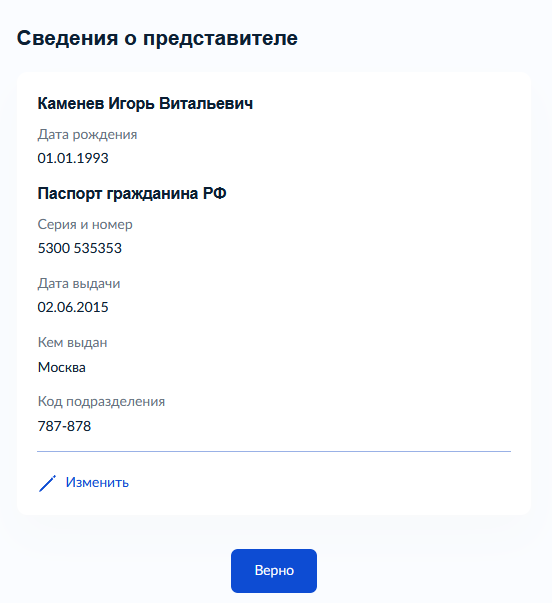 Сведения о представителе
Каменев Игорь Витальевич
Дата рождения
01.01.1993
Паспорт гражданина РФ
Серия и номер
5300 535353
Дата выдачи
02.06.2015
Кем выдан
Москва
Код подразделения
787-878
Изменить
Верно